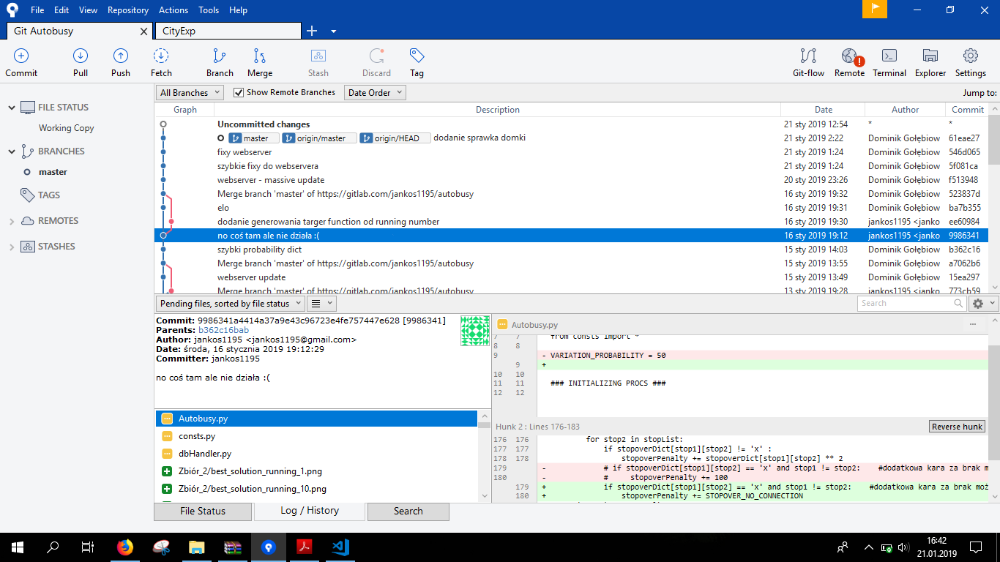 File Edit View Repository Actions Tools Help
Git Autobusy CityExp
Commit Pull Push Fetch Branch Merge Stash Discard Tag Git-flow Remote Terminal Explorer Settings
FILE STATUS
Working Copy
BRANCHES
master
TAGS
REMOTES
STASHES
All Branches Show Remote Branches Date Order Jump to:
Graph Description Date Author Commit
Uncommitted changes 21 sty 2019 12:54 * *
master origin/master origin/HEAD dodanie sprawka domki 21 sty 2019 2:22 Dominik Gołębiow 61eae27
fixy webserver 21 sty 2019 1:24 Dominik Gołębiow 546d065
szybkie fixy do webservera 21 sty 2019 1:24 Dominik Gołębiow 5f081ca
webserver - massive update 20 sty 2019 23:26 Dominik Gołębiow f513948
Merge branch 'master' of https://gitlab.com/jankos1195/autobusy 16 sty 2019 19:32 Dominik Gołębiow 523837d
elo 16 sty 2019 19:31 Dominik Gołębiow ba7b355
dodanie generowania targer function od running number 16 sty 2019 19:30 jankos1195 <janko ee60984
no coś tam ale nie działa :( 16 sty 2019 19:12 jankos1195 <janko 9986341
szybki probability dict 15 sty 2019 14:03 Dominik Gołębiow b362c16
Merge branch 'master' of https://gitlab.com/jankos1195/autobusy 15 sty 2019 13:55 Dominik Gołębiow a7062b6
webserver update 15 sty 2019 13:49 Dominik Gołębiow 15ea297
Merge branch 'master' of https://gitlab.com/jankos1195/autobusy 13 sty 2019 19:28 Dominik Gołębiow 773cb59
Pending files, sorted by file status Search
Commit: 9986341a4414a37a9e43c96723e4fe757447e628 [9986341]
Parents: b362c16bab
Author: jankos1195 <jankos1195@gmail.com>
Date: środa, 16 stycznia 2019 19:12:29
Committer: jankos1195
no coś tam ale nie działa :(
Autobusy.py
consts.py
dbHandler.py
Zbiór_2/best_solution_running_1.png
Zbiór_2/best_solution_running_10.png
Autobusy.py
7 7 from consts import *
8 8
9 - VARIATION_PROBABILITY = 50
9 +
10 10
11 11 ### INITIALIZING PROCS ###
12 12
Hunk 2 : Lines 176-183 Reverse hunk
176 176 for stop2 in stopList:
177 177 if stopoverDict[stop1][stop2] != 'x' :
178 178 stopoverPenalty += stopoverDict[stop1][stop2] ** 2
179 - # if stopoverDict[stop1][stop2] == 'x' and stop1 != stop2: #dodatkowa kara za brak moż
180 - # stopoverPenalty += 100
179 + if stopoverDict[stop1][stop2] == 'x' and stop1 != stop2: #dodatkowa kara za brak moż
180 + stopoverPenalty += STOPOVER_NO_CONNECTION
File Status Log / History Search
16:42
21.01.2019